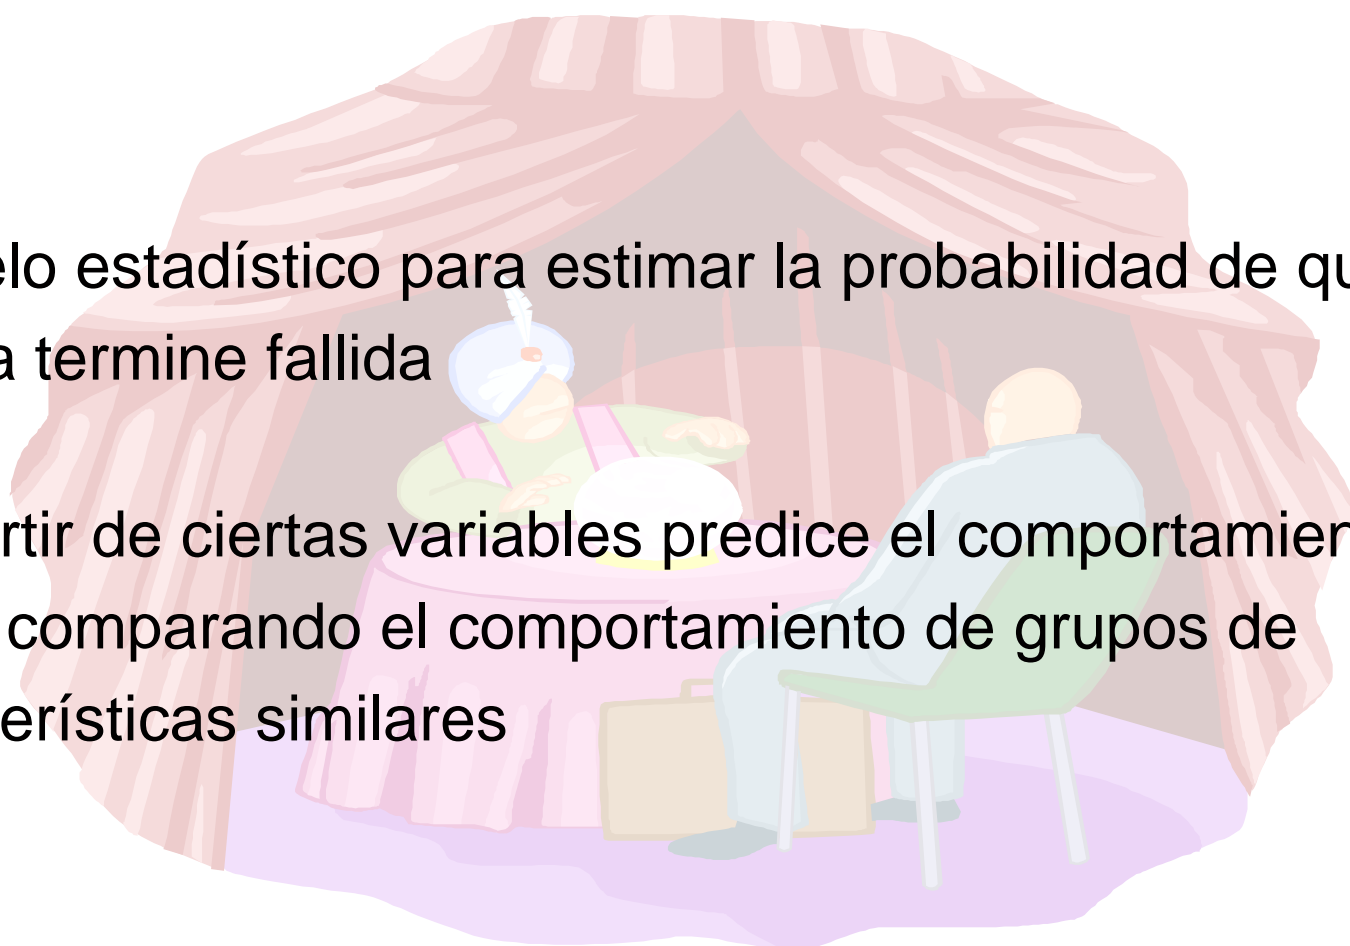 elo estadístico para estimar la probabilidad de qu
a termine fallida
rtir de ciertas variables predice el comportamien
comparando el comportamiento de grupos de
erísticas similares